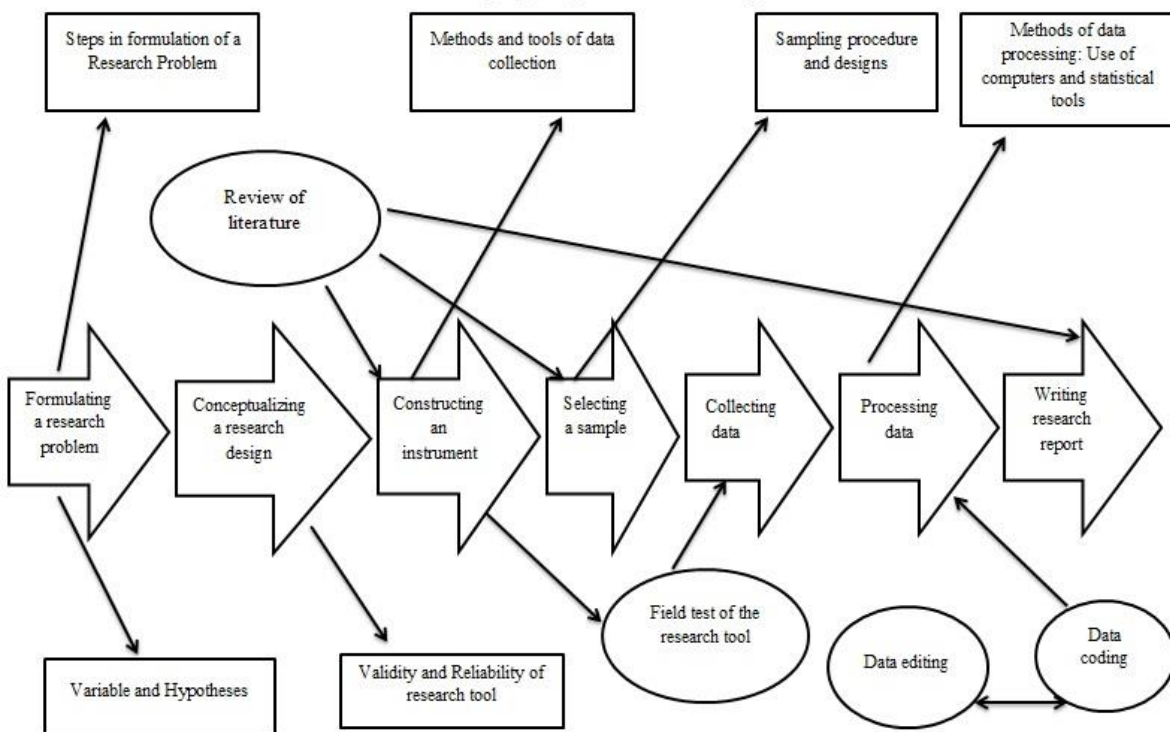 Steps in formulation of a
Research Problem
Methods and tools of data
collection
Sampling procedure
and designs
Methods of data
processing: Use of
computers and statistical
tools
Review of
literature
Formulating
a research
problem
Conceptualizing
a research
design
Constructing
an
instrument
Selecting
a sample
Collecting
data
Processing
data
Writing
research
report
Field test of the
research tool
Data editing
Data
coding
Variable and Hypotheses
Validity and Reliability of
research tool